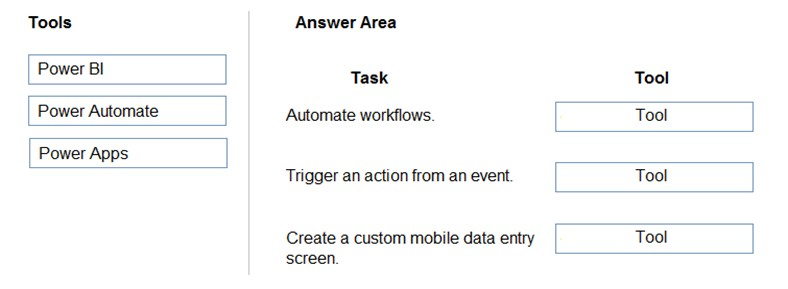 Tools
Power BI
Power Automate
Power Apps
Answer Area
Task
Tool
Automate workflows.
Tool
Trigger an action from an event.
Tool
Create a custom mobile data entry
screen.
Tool